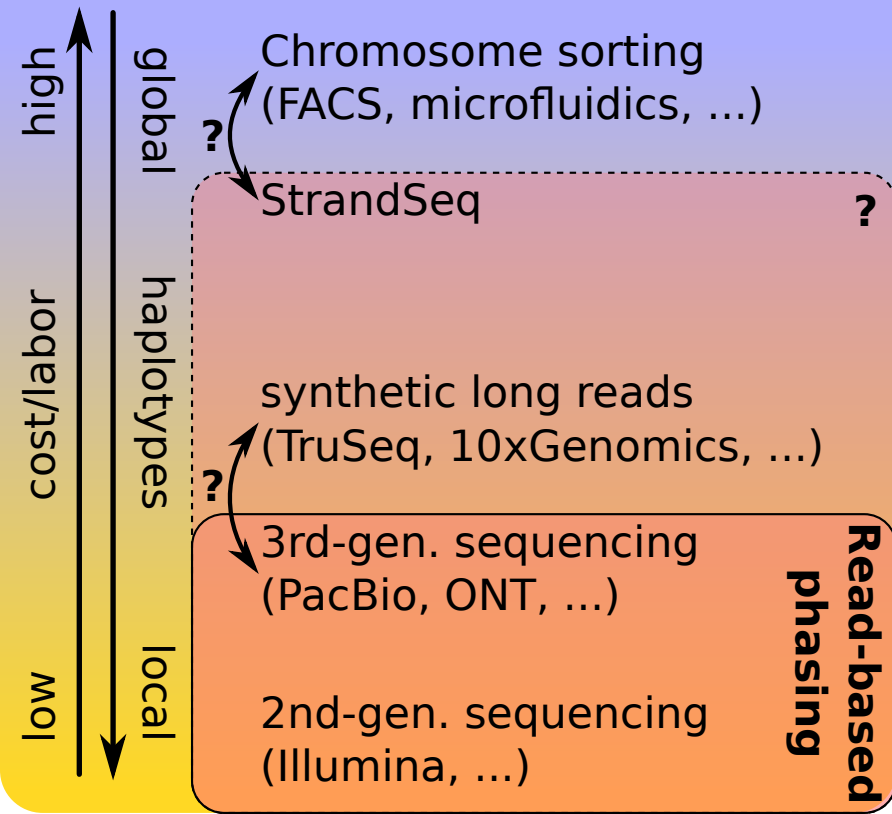 high
cost/labor
low
global
haplotypes
local
Chromosome sorting
(FACS, microfluidics, ...)
?
StrandSeq
?
synthetic long reads
(TruSeq, 10xGenomics, ...)
?
3rd-gen. sequencing
(PacBio, ONT, ...)
2nd-gen. sequencing
(Illumina, ...)
Read-based
phasing